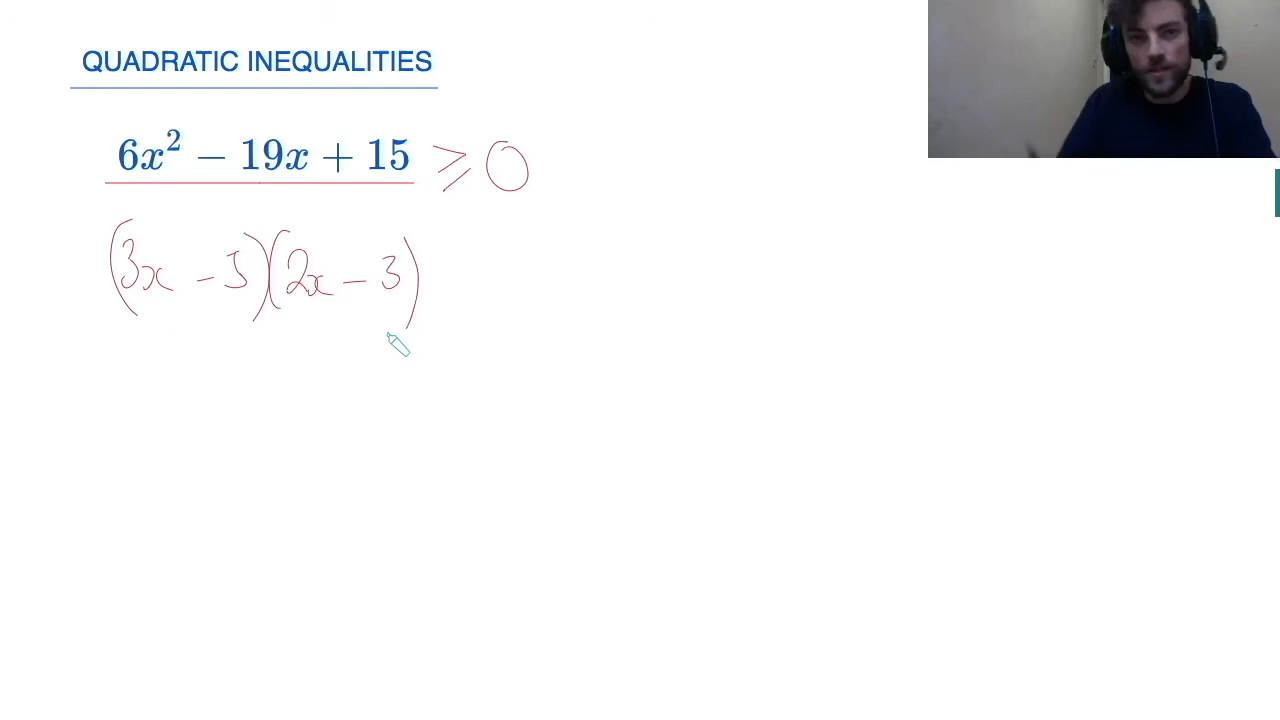 QUADRATIC INEQUALITIES
6x² − 19x + 15 ⩾ 0
(3x − 5)(2x − 3)